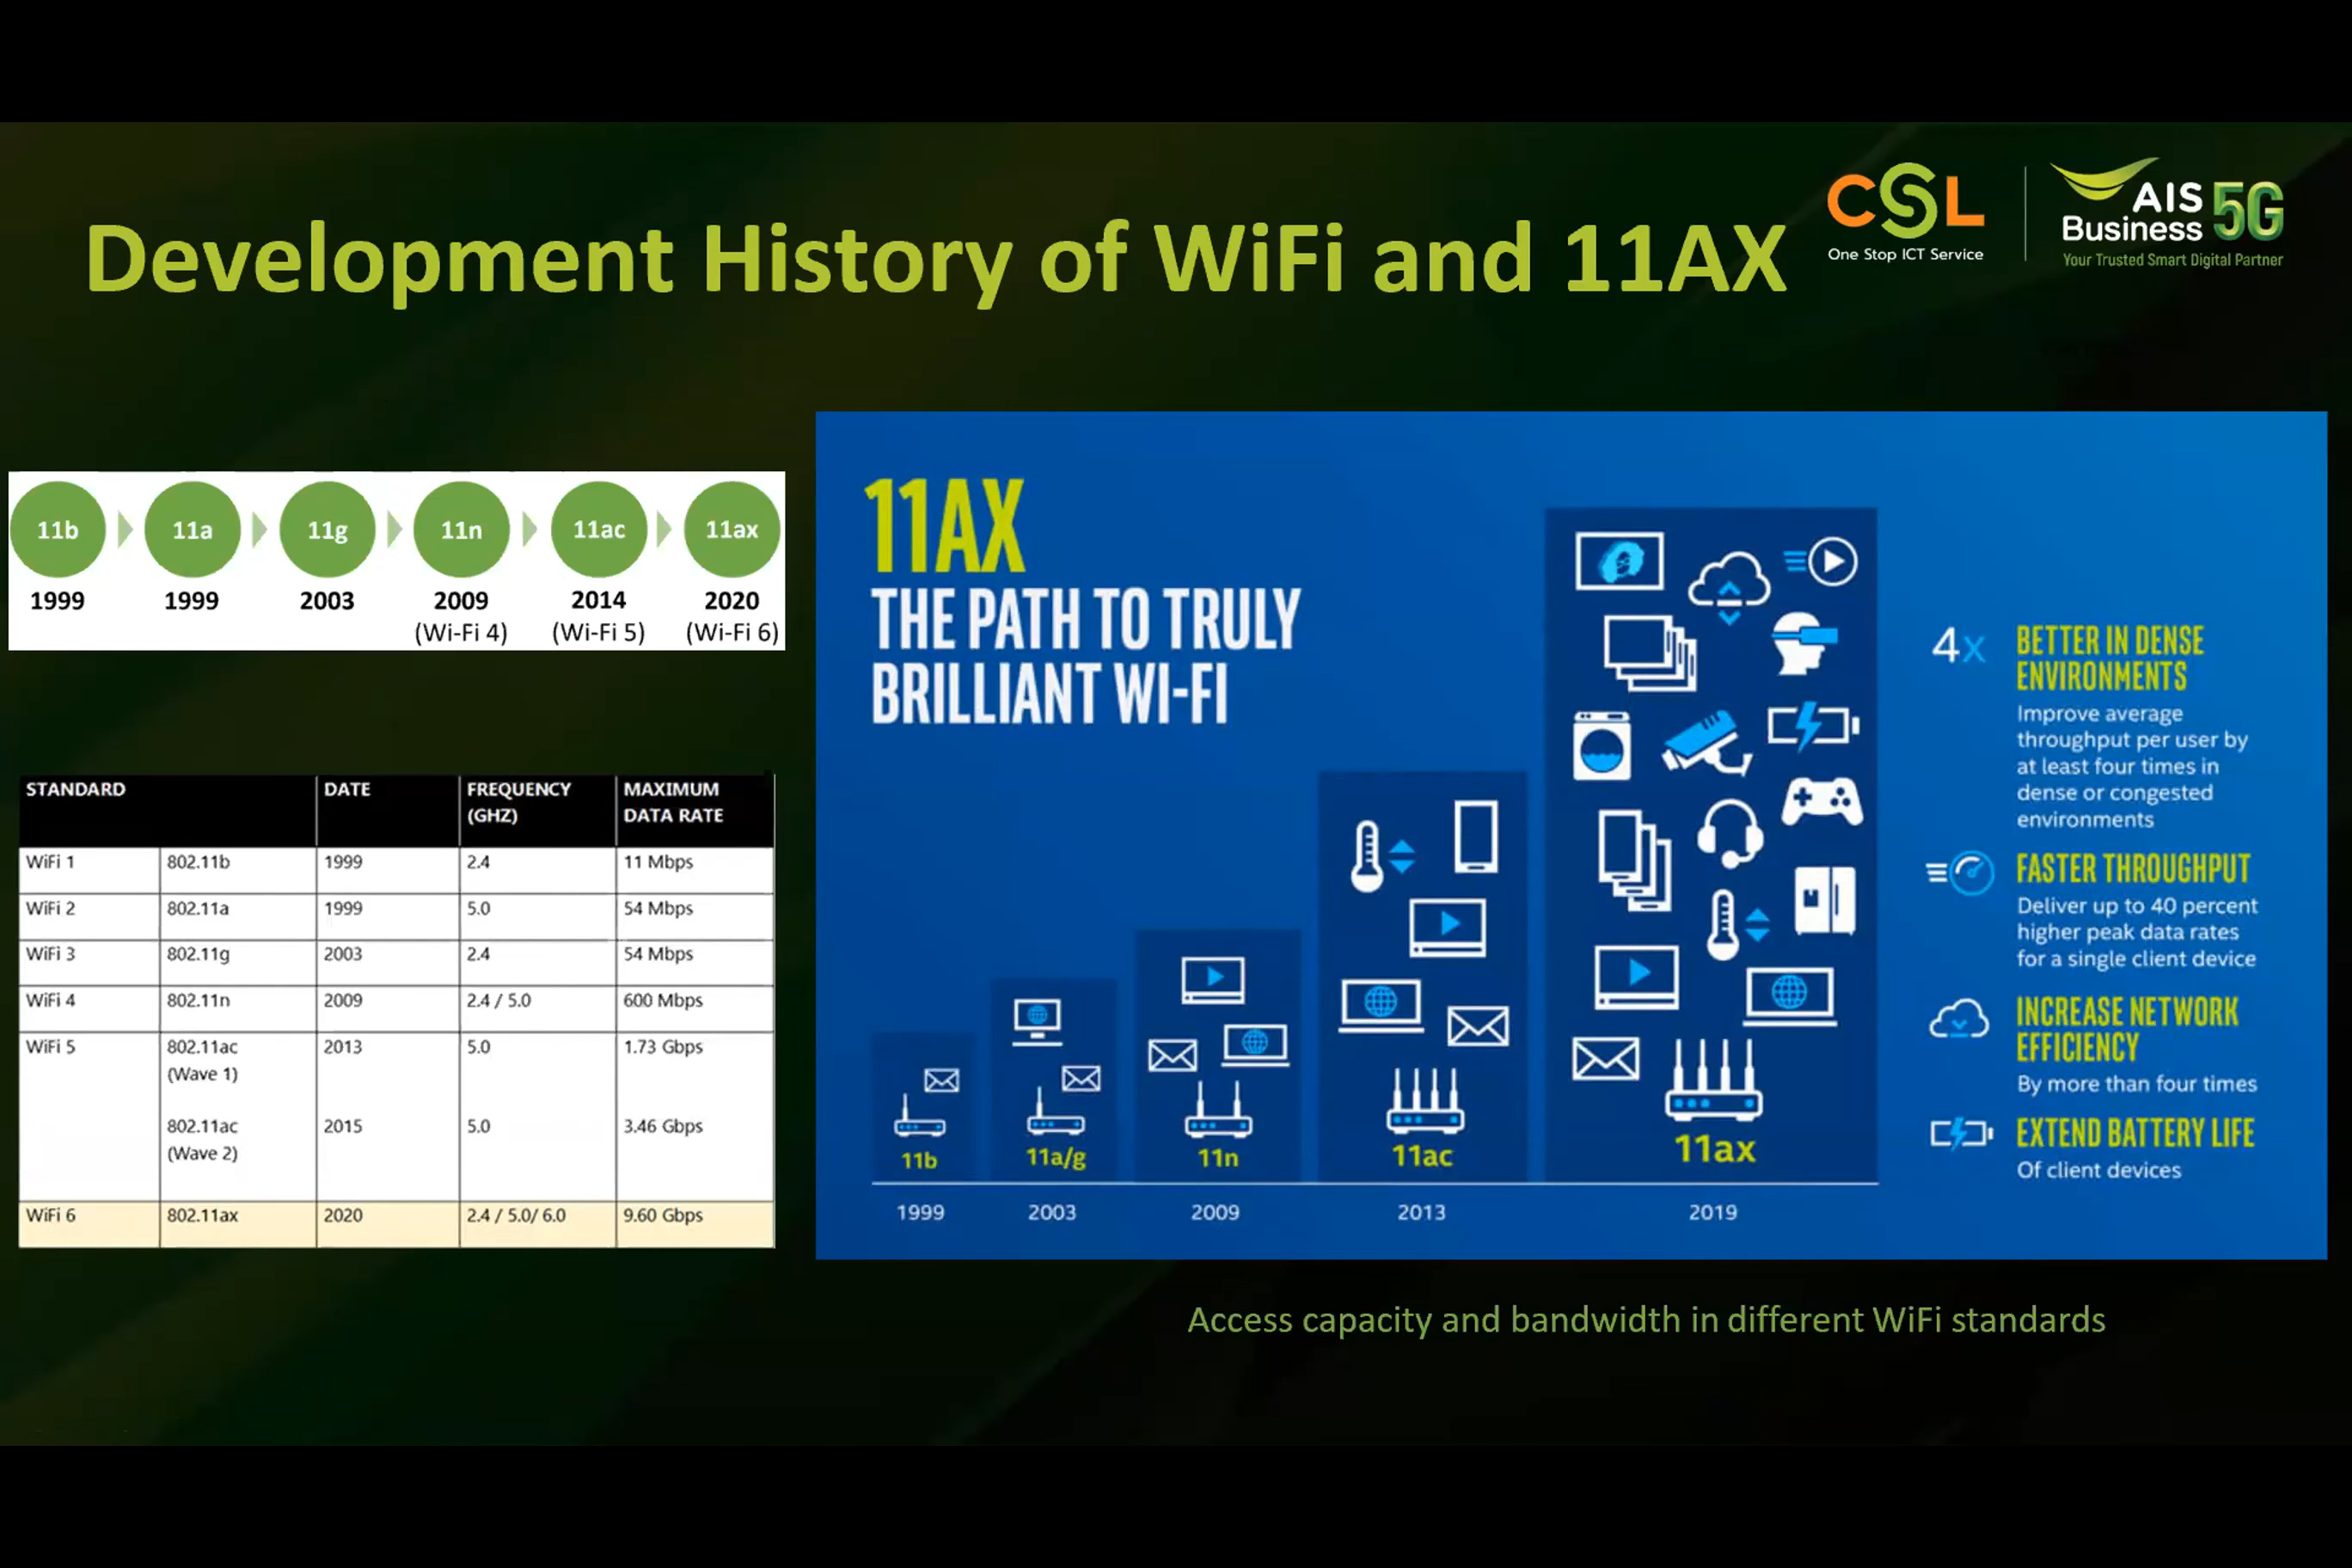 Development History of WiFi and 11AX
CSL
One Stop ICT Service
AIS
Business
5G
Your Trusted Smart Digital Partner
11b
11a
11g
11n
11ac
11ax
1999
1999
2003
2009
2014
2020
(Wi-Fi 4)
(Wi-Fi 5)
(Wi-Fi 6)
STANDARD DATE FREQUENCY (GHZ) MAXIMUM DATA RATE
WiFi 1 802.11b 1999 2.4 11 Mbps
WiFi 2 802.11a 1999 5.0 54 Mbps
WiFi 3 802.11g 2003 2.4 54 Mbps
WiFi 4 802.11n 2009 2.4 / 5.0 600 Mbps
WiFi 5 802.11ac (Wave 1) 2013 5.0 1.73 Gbps
802.11ac (Wave 2) 2015 5.0 3.46 Gbps
WiFi 6 802.11ax 2020 2.4 / 5.0/ 6.0 9.60 Gbps
11AX
THE PATH TO TRULY
BRILLIANT WI-FI
11b
11a/g
11n
11ac
11ax
1999
2003
2009
2013
2019
4x
BETTER IN DENSE
ENVIRONMENTS
Improve average
throughput per user by
at least four times in
dense or congested
environments
FASTER THROUGHPUT
Deliver up to 40 percent
higher peak data rates
for a single client device
INCREASE NETWORK
EFFICIENCY
By more than four times
EXTEND BATTERY LIFE
Of client devices
Access capacity and bandwidth in different WiFi standards